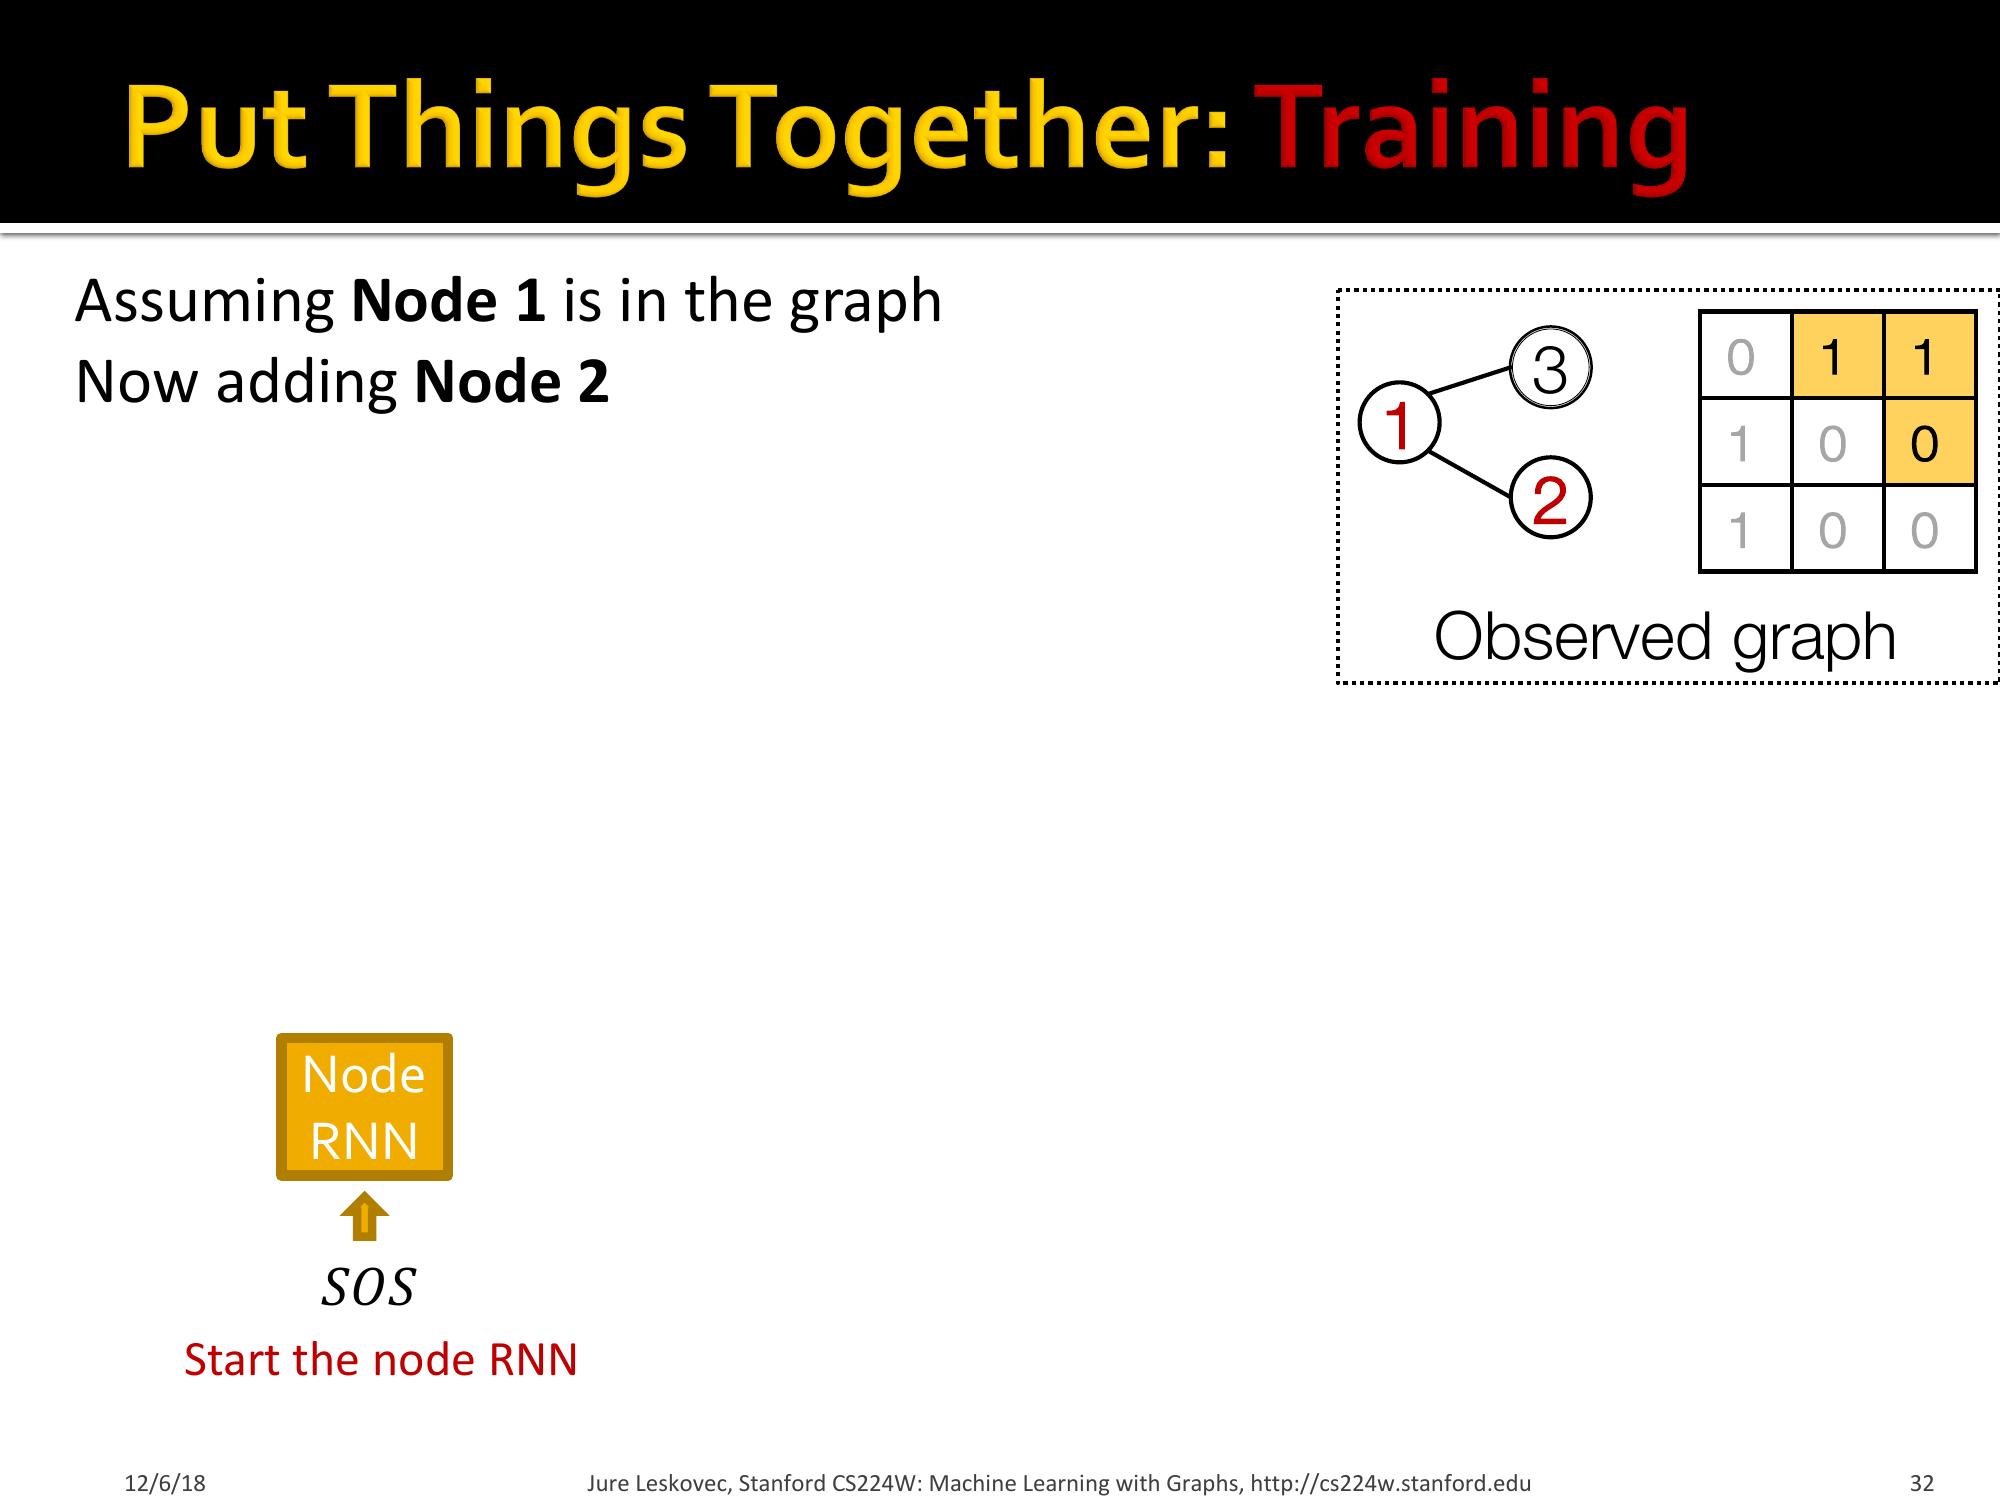 Put Things Together: Training
Assuming Node 1 is in the graph
Now adding Node 2
3
1
2
0 1 1
1 0 0
1 0 0
Observed graph
Node
RNN
SOS
Start the node RNN
12/6/18
Jure Leskovec, Stanford CS224W: Machine Learning with Graphs, http://cs224w.stanford.edu
32